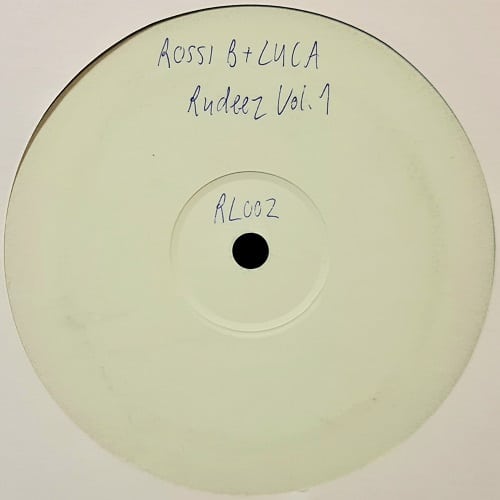 ROSSI B + LUCA
Rudeez Vol. 1
RL002